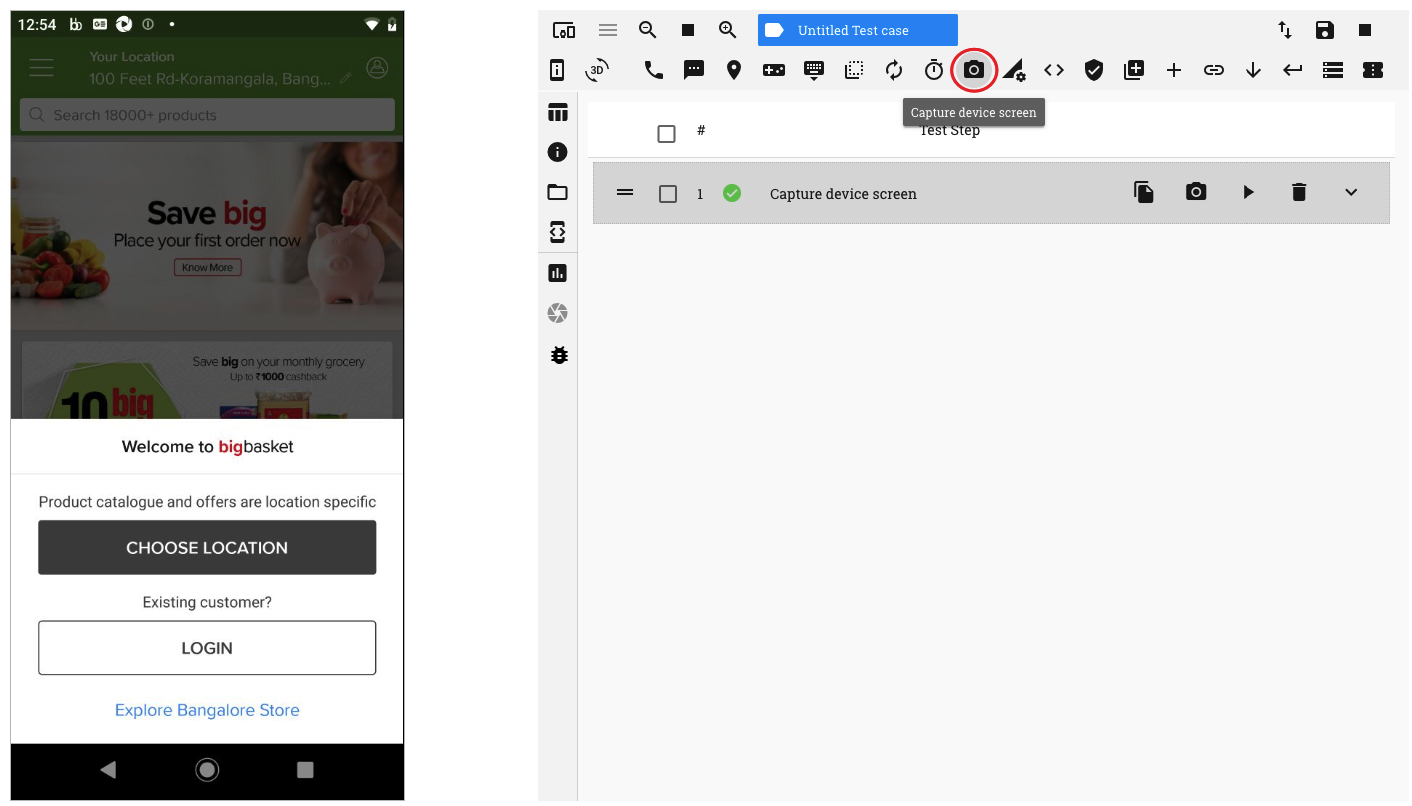 12:54
Your Location
100 Feet Rd-Koramangala, Bang...
Search 18000+ products
Save big
Place your first order now
Know More
Save big on your monthly grocery
Up to ₹1000 cashback
10 big
Welcome to bigbasket
Product catalogue and offers are location specific
CHOOSE LOCATION
Existing customer?
LOGIN
Explore Bangalore Store
Untitled Test case
3D
Capture device screen
# Test Step
1 Capture device screen